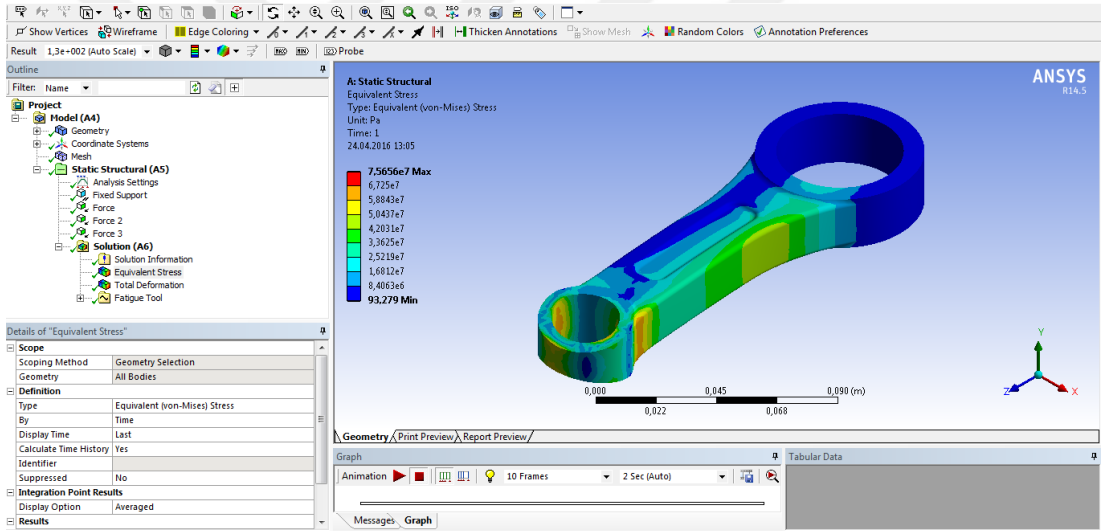 ISO
Show Vertices Wireframe Edge Coloring Thicken Annotations Show Mesh Random Colors Annotation Preferences
Result 1,3e+002 (Auto Scale) Probe
Outline
Filter: Name
Project
Model (A4)
Geometry
Coordinate Systems
Mesh
Static Structural (A5)
Analysis Settings
Fixed Support
Force
Force 2
Force 3
Solution (A6)
Solution Information
Equivalent Stress
Total Deformation
Fatigue Tool
Details of "Equivalent Stress"
Scope
Scoping Method Geometry Selection
Geometry All Bodies
Definition
Type Equivalent (von-Mises) Stress
By Time
Display Time Last
Calculate Time History Yes
Identifier
Suppressed No
Integration Point Results
Display Option Averaged
Results
A: Static Structural
Equivalent Stress
Type: Equivalent (von-Mises) Stress
Unit: Pa
Time: 1
24.04.2016 13:05
7,5656e7 Max
6,725e7
5,8843e7
5,0437e7
4,2031e7
3,3625e7
2,5219e7
1,6812e7
8,4063e6
93,279 Min
ANSYS
R14.5
0,000 0,045 0,090 (m)
0,022 0,068
Y
Z X
Geometry Print Preview Report Preview
Graph
Animation 10 Frames 2 Sec (Auto)
Messages Graph
Tabular Data